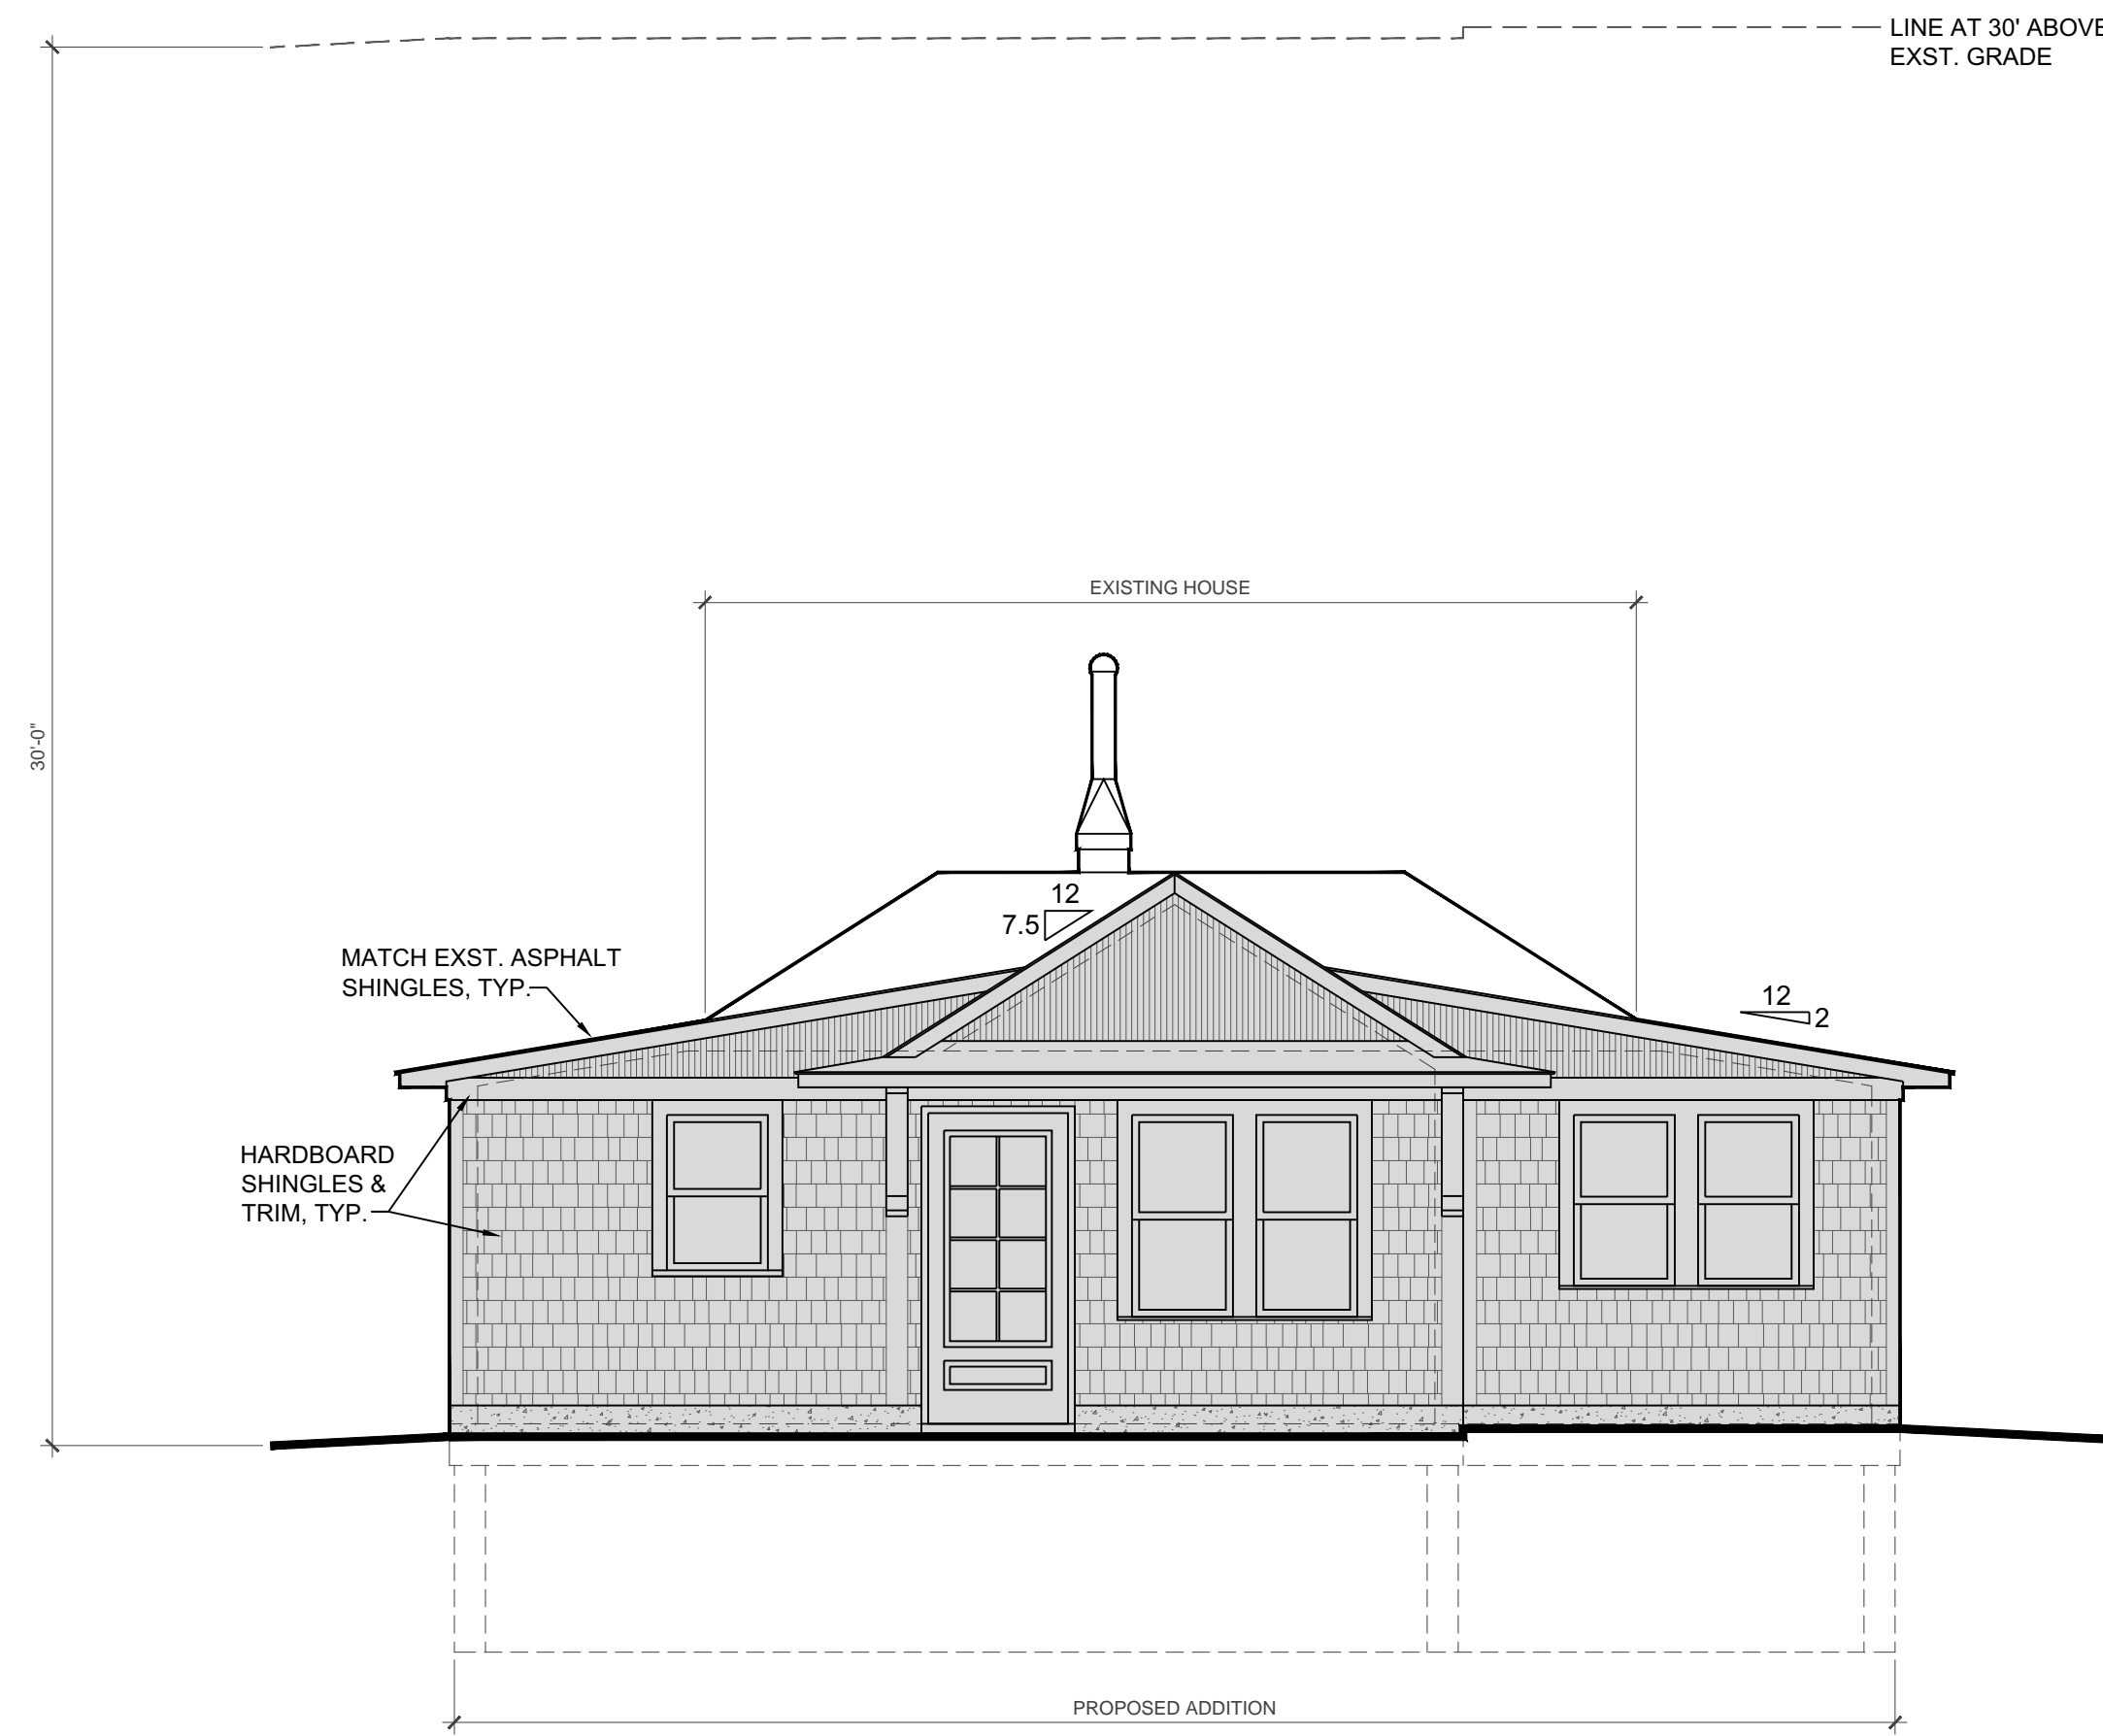 LINE AT 30' ABOVE
EXST. GRADE
EXISTING HOUSE
30'-0"
12
7.5
MATCH EXST. ASPHALT
SHINGLES, TYP.
12
2
HARDBOARD
SHINGLES &
TRIM, TYP.
PROPOSED ADDITION